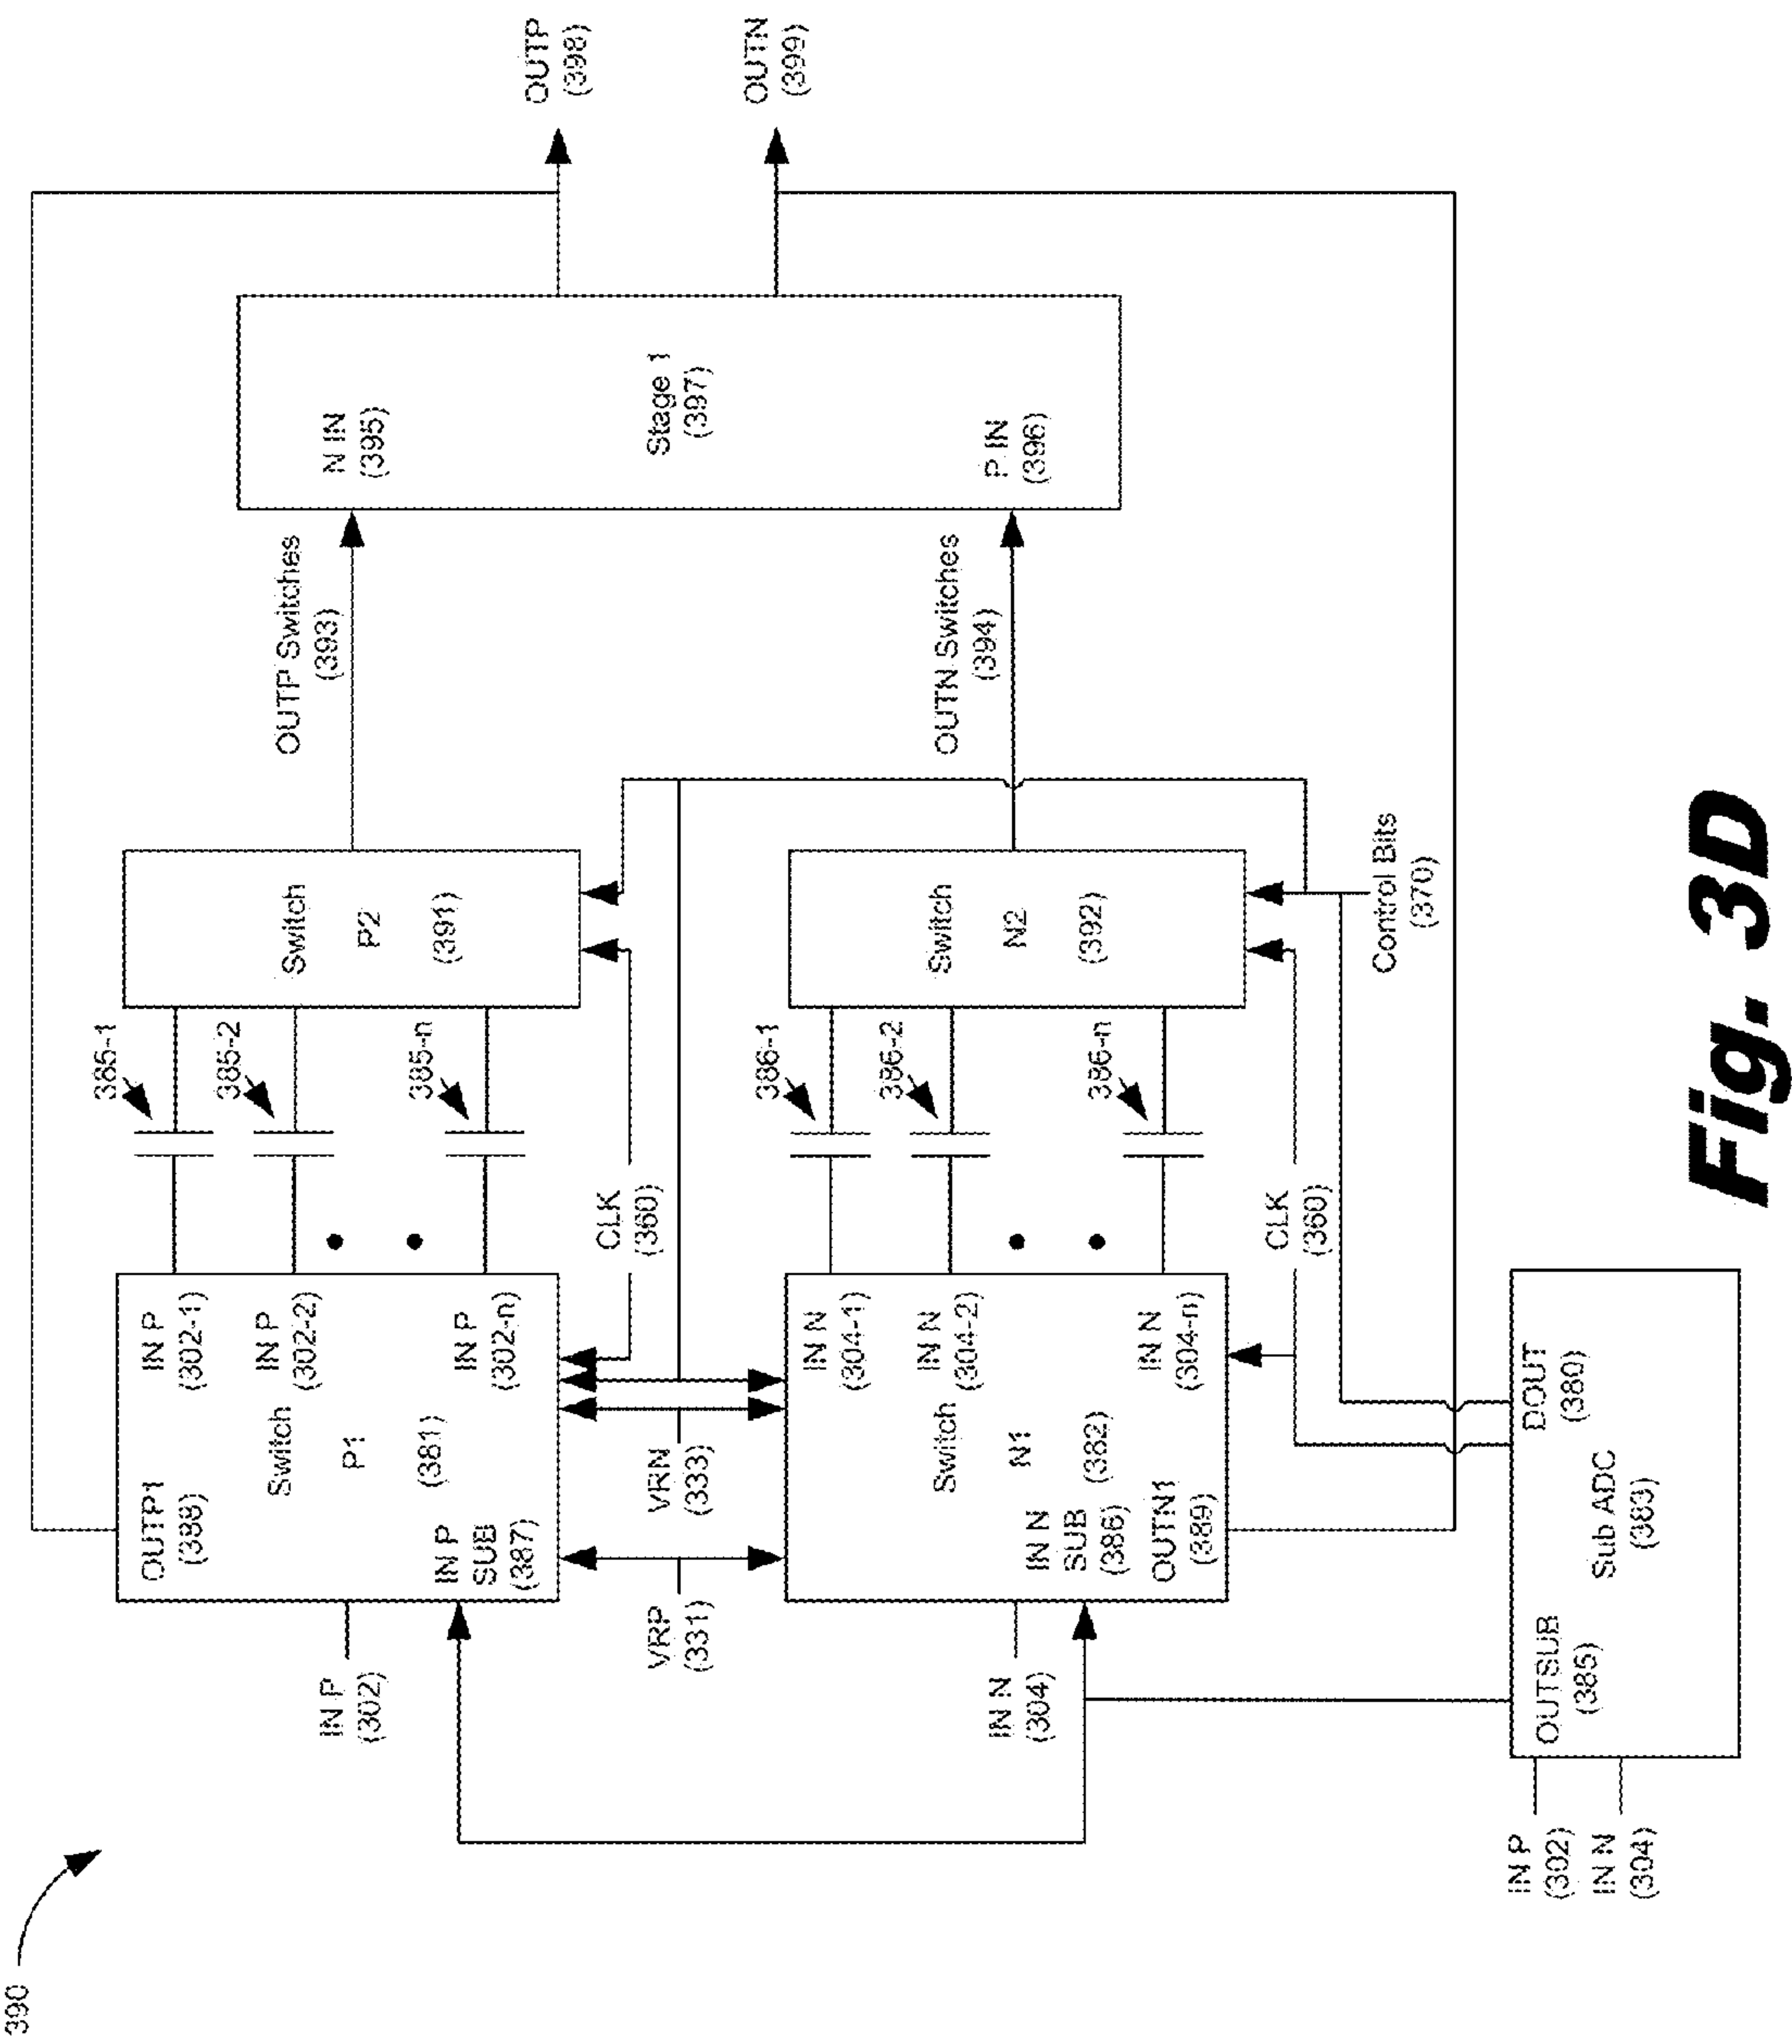 390
OUTP
(398)
OUTN
(399)
OUTP1
(388)
IN P
(302-1)
IN P
(302-2)
IN P
(302-n)
Switch
P1
(381)
IN P
SUB
(387)
IN P
(302)
385-1
385-2
385-n
Switch
P2
(391)
OUTP Switches
(393)
N IN
(395)
Stage 1
(397)
P IN
(396)
CLK
(360)
VRN
(333)
VRP
(331)
IN N
(304)
IN N
(304-1)
IN N
(304-2)
IN N
(304-n)
Switch
N1
(382)
IN N
SUB
(386)
OUTN1
(389)
386-1
386-2
386-n
Switch
N2
(392)
OUTN Switches
(394)
CLK
(360)
Control Bits
(370)
IN P
(302)
IN N
(304)
OUTSUB
(385)
Sub ADC
(383)
DOUT
(380)
Fig. 3D